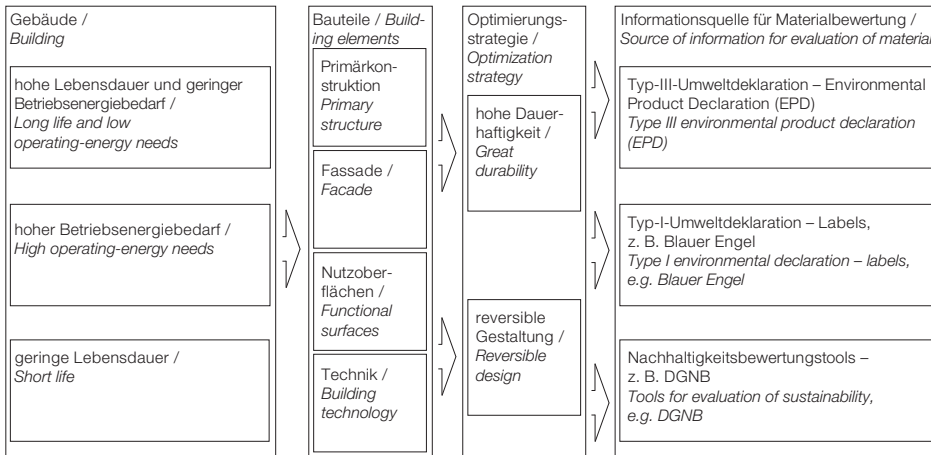 Gebäude /
Building
hohe Lebensdauer und geringer
Betriebsenergiebedarf /
Long life and low
operating-energy needs
hoher Betriebsenergiebedarf /
High operating-energy needs
geringe Lebensdauer /
Short life
Bauteile / Build-
ing elements
Primärkon-
struktion
Primary
structure
Fassade /
Facade
Nutzober-
flächen /
Functional
surfaces
Technik /
Building
technology
Optimierungs-
strategie /
Optimization
strategy
hohe Dauer-
haftigkeit /
Great
durability
reversible
Gestaltung /
Reversible
design
Informationsquelle für Materialbewertung /
Source of information for evaluation of material
Typ-III-Umweltdeklaration – Environmental
Product Declaration (EPD)
Type III environmental product declaration
(EPD)
Typ-I-Umweltdeklaration – Labels,
z. B. Blauer Engel
Type I environmental declaration – labels,
e.g. Blauer Engel
Nachhaltigkeitsbewertungstools –
z. B. DGNB
Tools for evaluation of sustainability,
e.g. DGNB